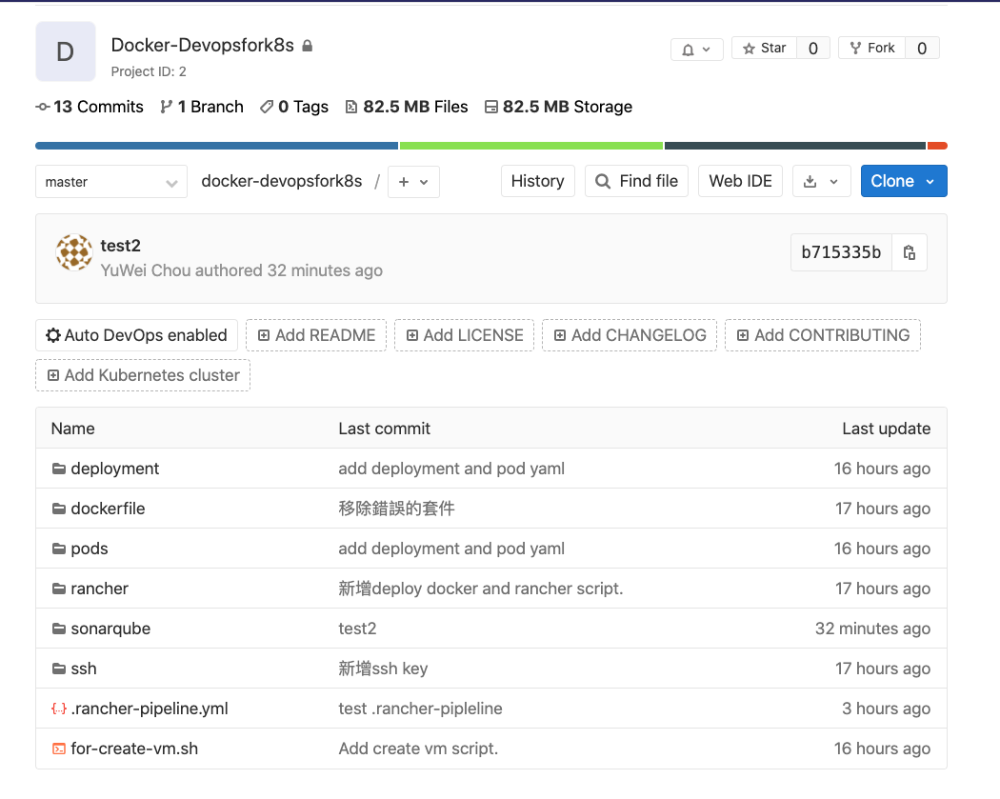 D
Docker-Devopsfork8s
Project ID: 2
Star 0 Fork 0
13 Commits 1 Branch 0 Tags 82.5 MB Files 82.5 MB Storage
master docker-devopsfork8s / + History Find file Web IDE Clone
test2
YuWei Chou authored 32 minutes ago
b715335b
Auto DevOps enabled Add README Add LICENSE Add CHANGELOG Add CONTRIBUTING
Add Kubernetes cluster
Name Last commit Last update
deployment add deployment and pod yaml 16 hours ago
dockerfile 移除錯誤的套件 17 hours ago
pods add deployment and pod yaml 16 hours ago
rancher 新增deploy docker and rancher script. 17 hours ago
sonarqube test2 32 minutes ago
ssh 新增ssh key 17 hours ago
.rancher-pipeline.yml test .rancher-pipleline 3 hours ago
for-create-vm.sh Add create vm script. 16 hours ago